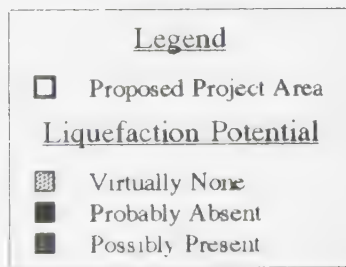 Legend
Proposed Project Area
Liquefaction Potential
Virtually None
Probably Absent
Possibly Present